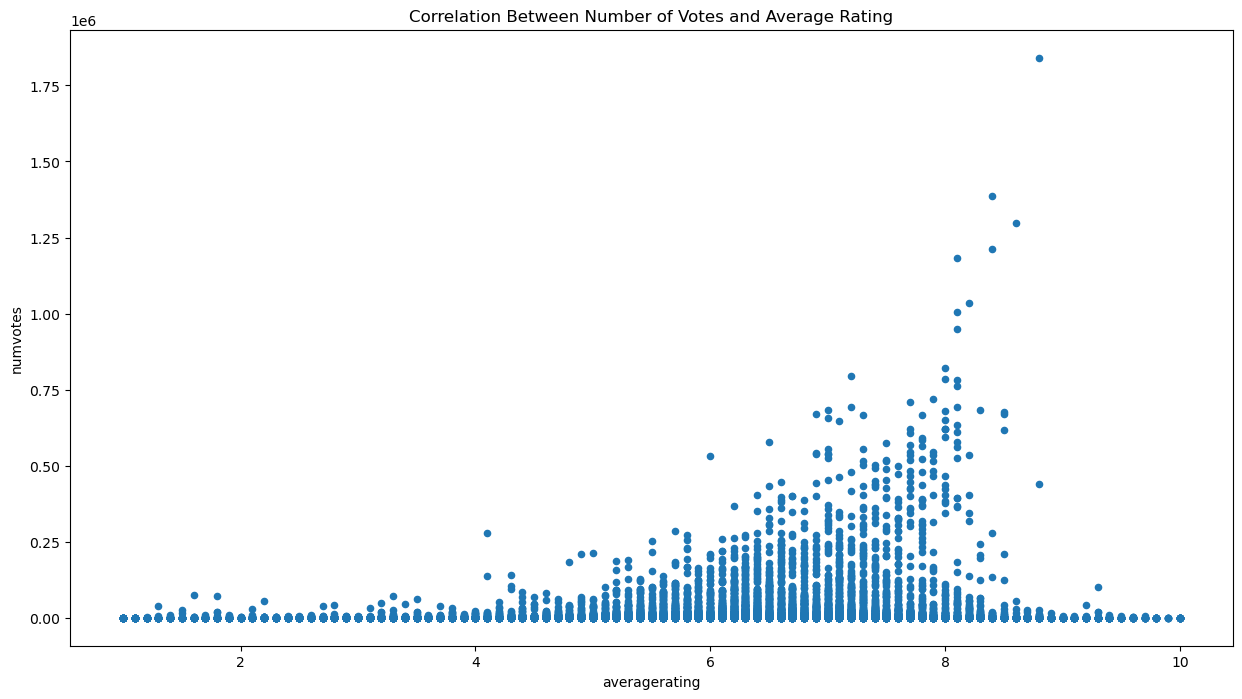 Correlation Between Number of Votes and Average Rating
1e6
1.75
1.50
1.25
1.00
0.75
0.50
0.25
0.00
numvotes
2 4 6 8 10
averagerating